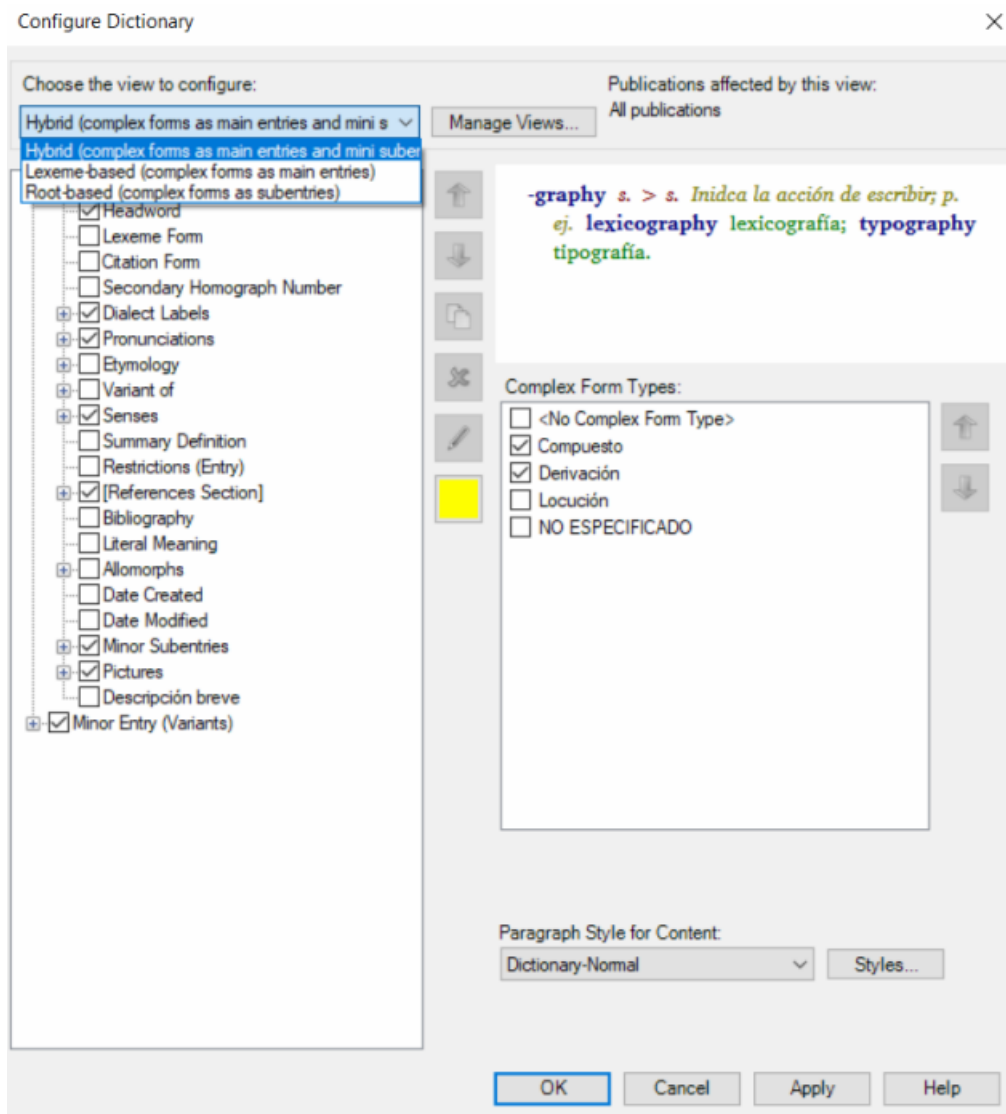 Configure Dictionary
Choose the view to configure:
Publications affected by this view:
Hybrid (complex forms as main entries and mini s
Manage Views...
All publications
Hybrid (complex forms as main entries and mini suber
Lexeme-based (complex forms as main entries)
Root-based (complex forms as subentries)
Headword
Lexeme Form
Citation Form
Secondary Homograph Number
Dialect Labels
Pronunciations
Etymology
Variant of
Senses
Summary Definition
Restrictions (Entry)
[References Section]
Bibliography
Literal Meaning
Allomorphs
Date Created
Date Modified
Minor Subentries
Pictures
Descripción breve
Minor Entry (Variants)
-graphy s. > s. Inidca la acción de escribir; p.
ej. lexicography lexicografía; typography
tipografía.
Complex Form Types:
<No Complex Form Type>
Compuesto
Derivación
Locución
NO ESPECIFICADO
Paragraph Style for Content:
Dictionary-Normal
Styles...
OK
Cancel
Apply
Help